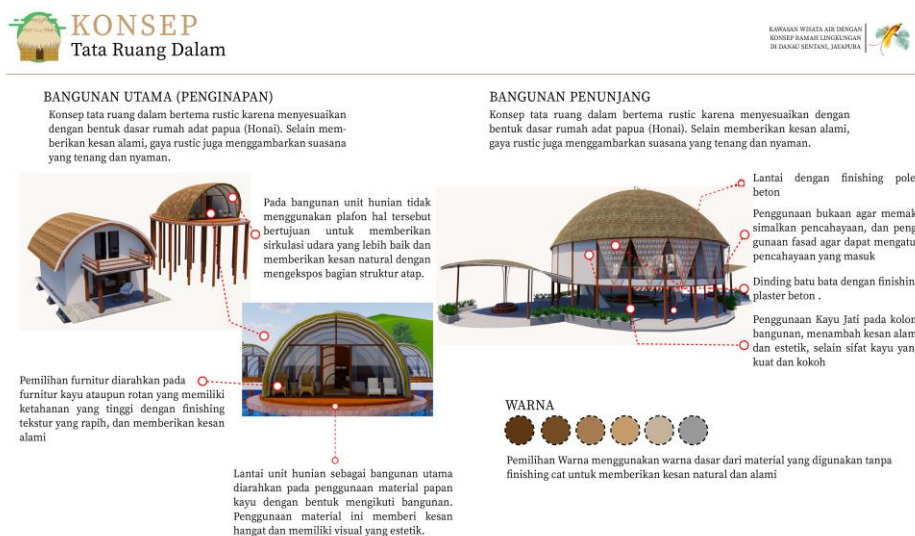 KONSEP
Tata Ruang Dalam
KAWASAN WISATA AIR DENGAN
KONSEP RAMAH LINGKUNGAN
DI DANAU SENTANI, JAYAPURA
BANGUNAN UTAMA (PENGINAPAN)
Konsep tata ruang dalam bertema rustic karena menyesuaikan
dengan bentuk dasar rumah adat papua (Honai). Selain mem-
berikan kesan alami, gaya rustic juga menggambarkan suasana
yang tenang dan nyaman.
Pada bangunan unit hunian tidak
menggunakan plafon hal tersebut
bertujuan untuk memberikan
sirkulasi udara yang lebih baik dan
memberikan kesan natural dengan
mengekspos bagian struktur atap.
Pemilihan furnitur diarahkan pada
furnitur kayu ataupun rotan yang memiliki
ketahanan yang tinggi dengan finishing
tekstur yang rapih, dan memberikan kesan
alami
Lantai unit hunian sebagai bangunan utama
diarahkan pada penggunaan material papan
kayu dengan bentuk mengikuti bangunan.
Penggunaan material ini memberi kesan
hangat dan memiliki visual yang estetik.
BANGUNAN PENUNJANG
Konsep tata ruang dalam bertema rustic karena menyesuaikan dengan
bentuk dasar rumah adat papua (Honai). Selain memberikan kesan alami,
gaya rustic juga menggambarkan suasana yang tenang dan nyaman.
Lantai dengan finishing pole
beton
Penggunaan bukaan agar memak
simalkan pencahayaan, dan peng
gunaan fasad agar dapat mengatu
pencahayaan yang masuk
Dinding batu bata dengan finishin
plaster beton .
Penggunaan Kayu Jati pada kolon
bangunan, menambah kesan alam
dan estetik, selain sifat kayu yan
kuat dan kokoh
WARNA
Pemilihan Warna menggunakan warna dasar dari material yang digunakan tanpa
finishing cat untuk memberikan kesan natural dan alami